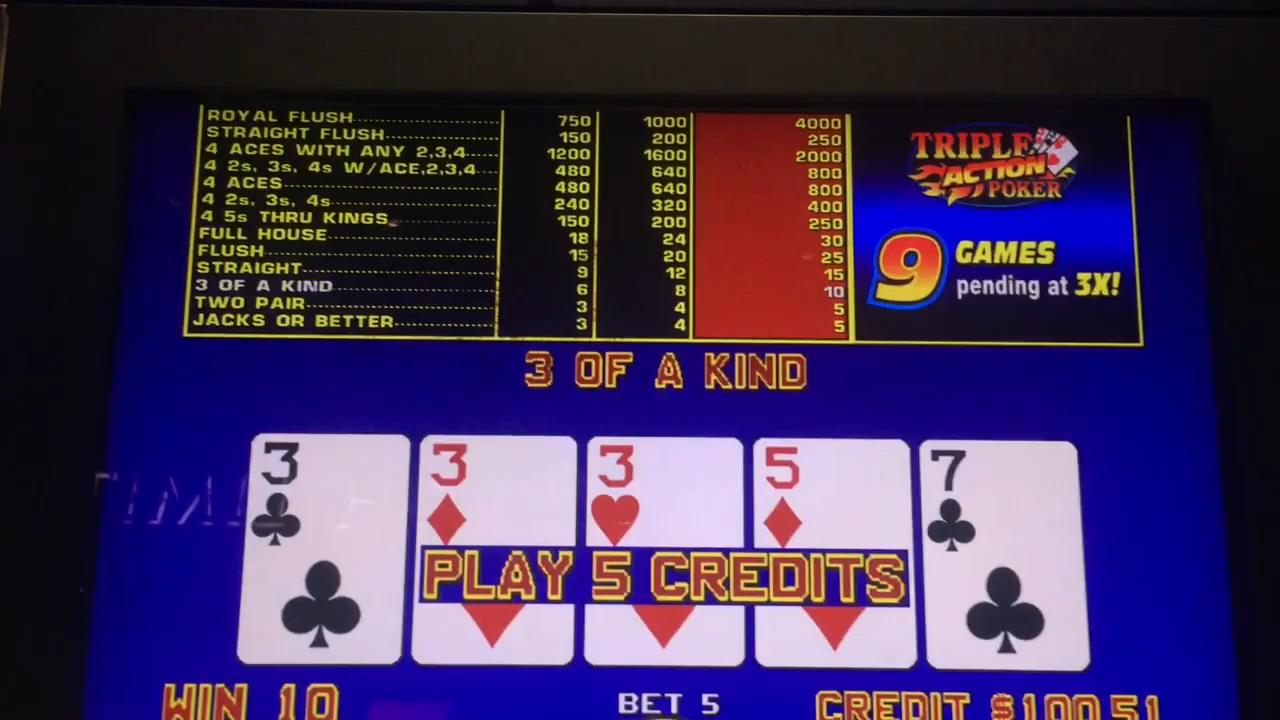 ROYAL FLUSH 750 1000 4000
STRAIGHT FLUSH 150 200 250
4 ACES WITH ANY 2,3,4 1200 1600 2000
4 2s, 3s, 4s W/ACE,2,3,4 480 640 800
4 ACES 480 640 800
4 2s, 3s, 4s 240 320 400
4 5s THRU KINGS 150 200 250
FULL HOUSE 18 24 30
FLUSH 15 20 25
STRAIGHT 9 12 15
3 OF A KIND 6 8 10
TWO PAIR 3 4 5
JACKS OR BETTER 3 4 5
TRIPLE
ACTION
POKER
9 GAMES
pending at 3X!
3 OF A KIND
3 3 3 5 7
PLAY 5 CREDITS
WIN 10 BET 5 CREDIT $100.51